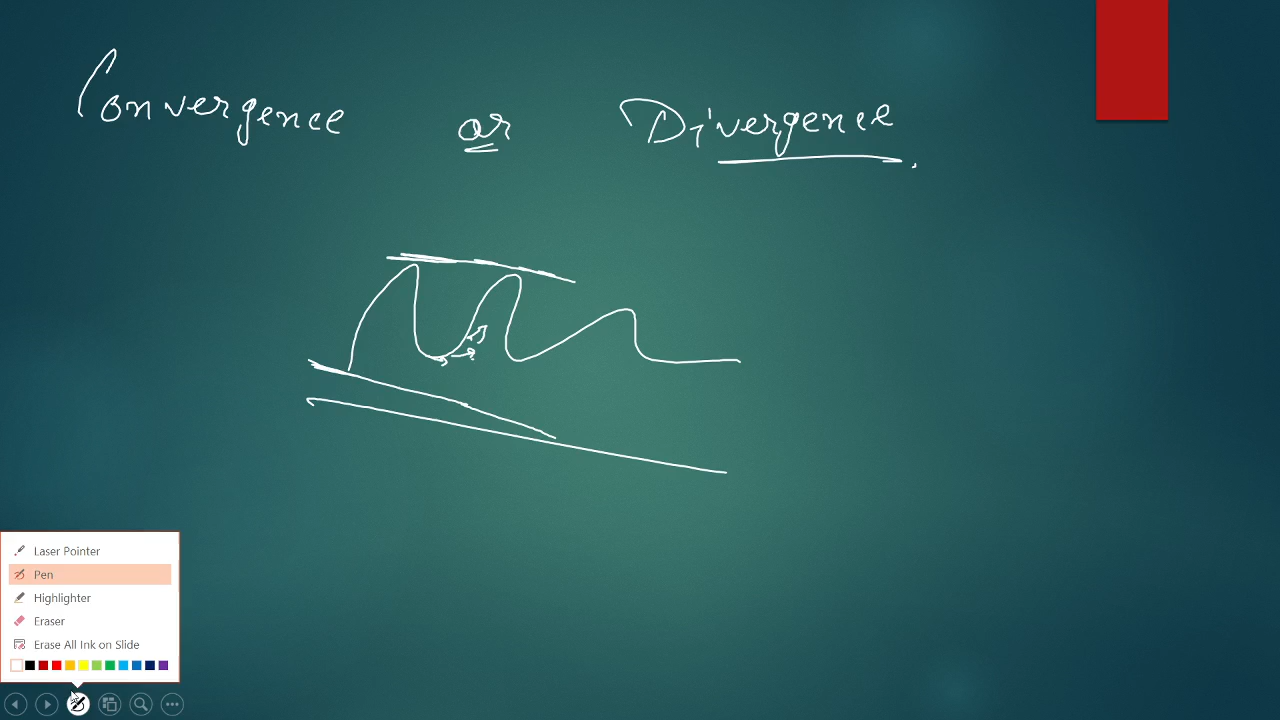 Convergence or Divergence.
Laser Pointer
Pen
Highlighter
Eraser
Erase All Ink on Slide